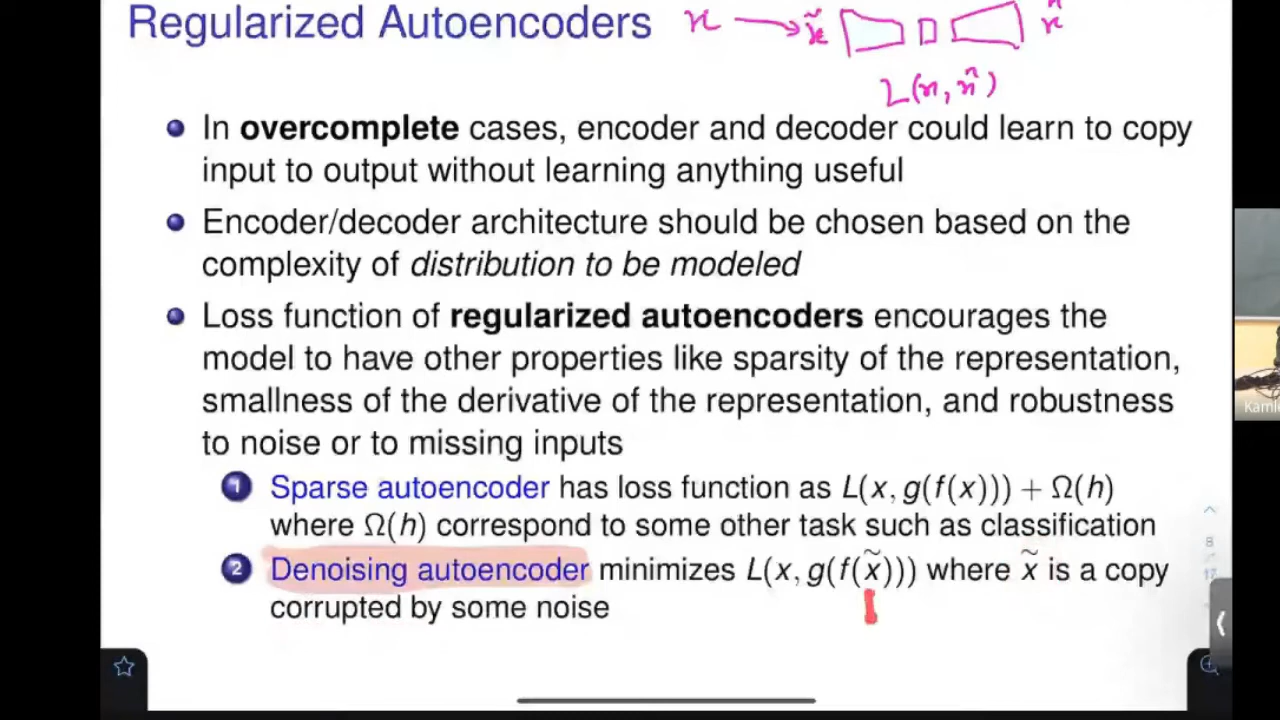 Regularized Autoencoders x → x̃ x̂
L(x, x̂)
In overcomplete cases, encoder and decoder could learn to copy
input to output without learning anything useful
Encoder/decoder architecture should be chosen based on the
complexity of distribution to be modeled
Loss function of regularized autoencoders encourages the
model to have other properties like sparsity of the representation,
smallness of the derivative of the representation, and robustness
to noise or to missing inputs
1 Sparse autoencoder has loss function as L(x, g(f(x))) + Ω(h)
where Ω(h) correspond to some other task such as classification
2 Denoising autoencoder minimizes L(x, g(f(x̃))) where x̃ is a copy
corrupted by some noise
8